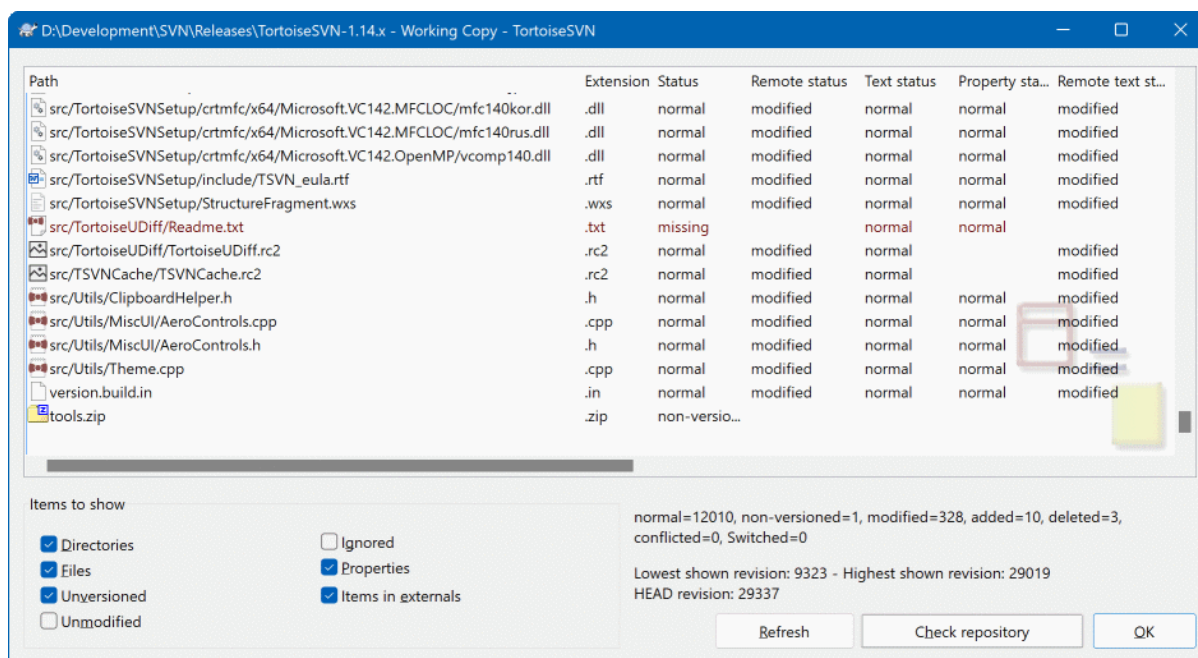 D:\Development\SVN\Releases\TortoiseSVN-1.14.x - Working Copy - TortoiseSVN
Path Extension Status Remote status Text status Property sta... Remote text st...
src/TortoiseSVNSetup/crtmfc/x64/Microsoft.VC142.MFCLOC/mfc140kor.dll .dll normal modified normal normal modified
src/TortoiseSVNSetup/crtmfc/x64/Microsoft.VC142.MFCLOC/mfc140rus.dll .dll normal modified normal normal modified
src/TortoiseSVNSetup/crtmfc/x64/Microsoft.VC142.OpenMP/vcomp140.dll .dll normal modified normal normal modified
src/TortoiseSVNSetup/include/TSVN_eula.rtf .rtf normal modified normal normal modified
src/TortoiseSVNSetup/StructureFragment.wxs .wxs normal modified normal normal modified
src/TortoiseUDiff/Readme.txt .txt missing normal normal
src/TortoiseUDiff/TortoiseUDiff.rc2 .rc2 normal modified normal modified
src/TSVNCache/TSVNCache.rc2 .rc2 normal modified normal modified
src/Utils/ClipboardHelper.h .h normal modified normal normal modified
src/Utils/MiscUI/AeroControls.cpp .cpp normal modified normal normal modified
src/Utils/MiscUI/AeroControls.h .h normal modified normal normal modified
src/Utils/Theme.cpp .cpp normal modified normal normal modified
version.build.in .in normal modified normal normal modified
tools.zip .zip non-versio...
Items to show
Directories
Files
Unversioned
Unmodified
Ignored
Properties
Items in externals
normal=12010, non-versioned=1, modified=328, added=10, deleted=3,
conflicted=0, Switched=0
Lowest shown revision: 9323 - Highest shown revision: 29019
HEAD revision: 29337
Refresh Check repository OK